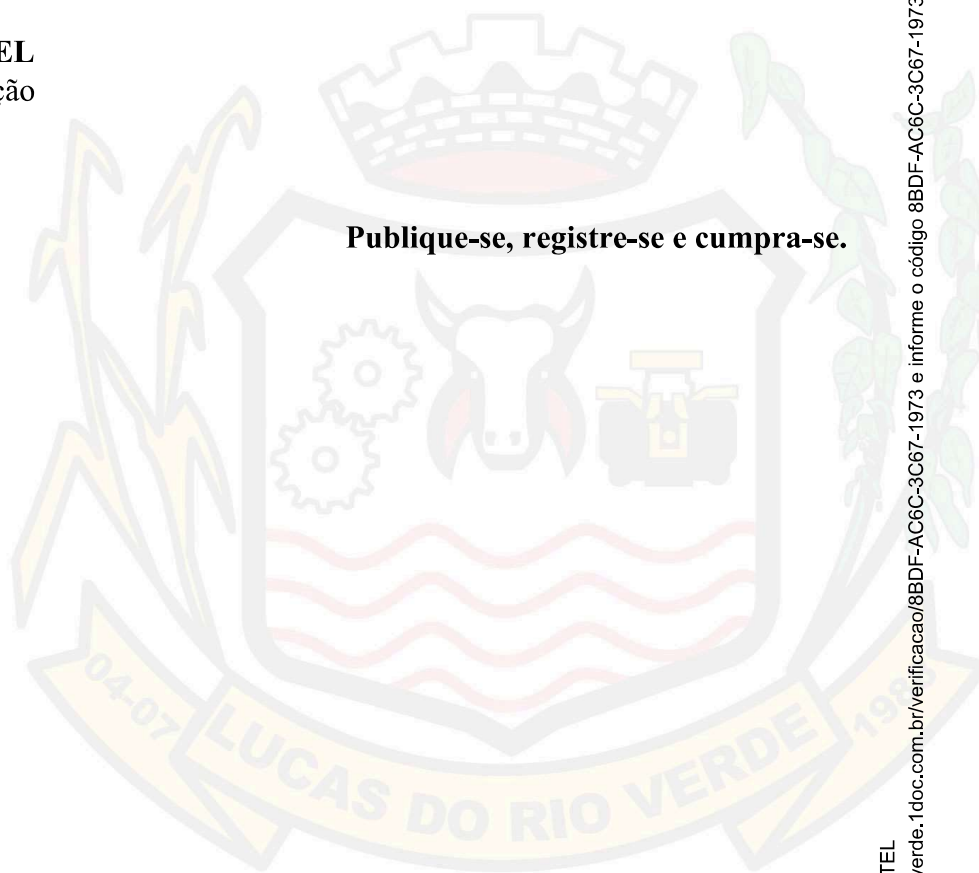 EL
ção
Publique-se, registre-se e cumpra-se.
04-07
LUCAS DO RIO VERDE
TEL
verde.1doc.com.br/verificacao/8BDF-AC6C-3C67-1973 e informe o código 8BDF-AC6C-3C67-1973